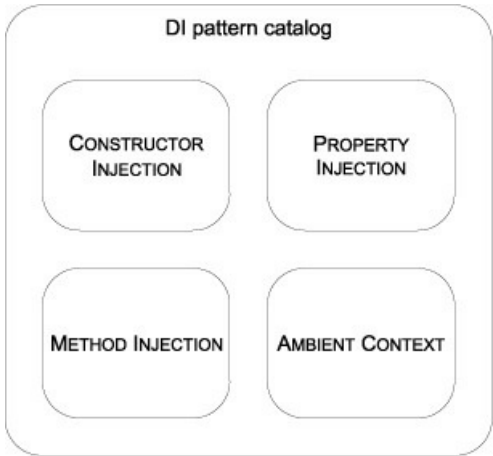 DI pattern catalog
CONSTRUCTOR
INJECTION
PROPERTY
INJECTION
METHOD INJECTION
AMBIENT CONTEXT